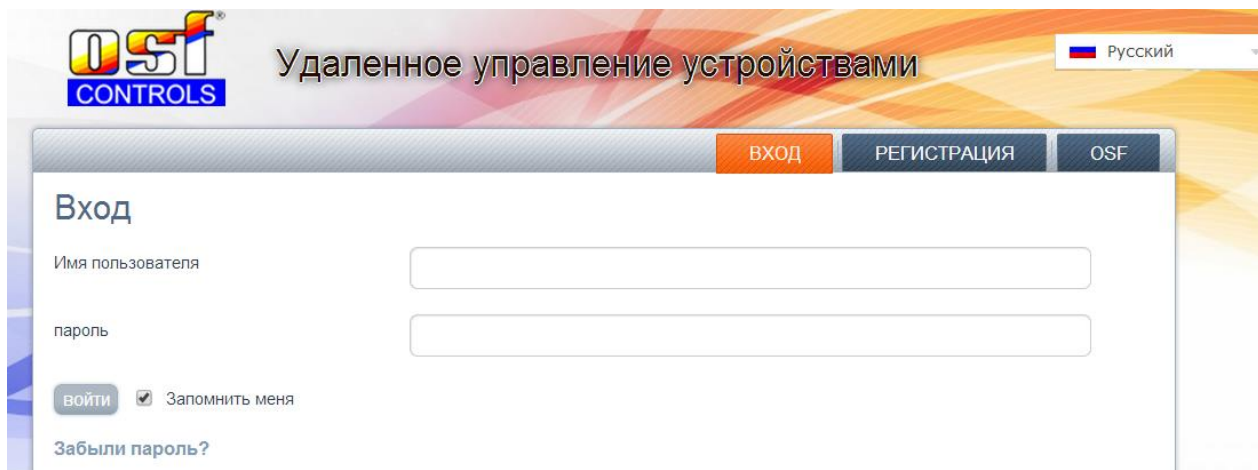 osf®
CONTROLS
Удаленное управление устройствами
Русский
ВХОД
РЕГИСТРАЦИЯ
OSF
Вход
Имя пользователя
пароль
войти
Запомнить меня
Забыли пароль?